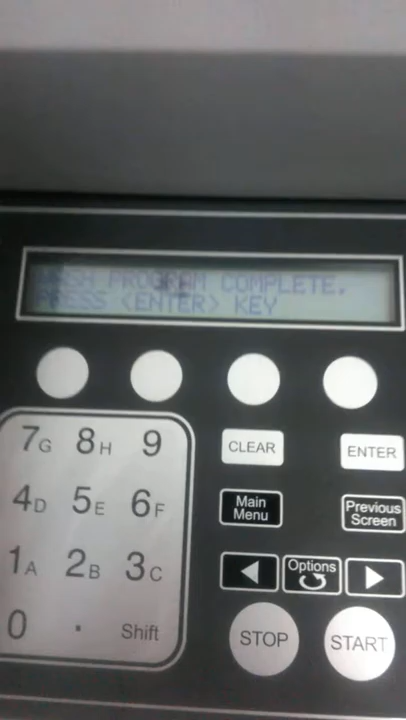 WASH PROGRAM COMPLETE.
PRESS <ENTER> KEY
7G 8H 9
CLEAR ENTER
4D 5E 6F
Main Menu
Previous Screen
1A 2B 3C
Options
0 . Shift
STOP START